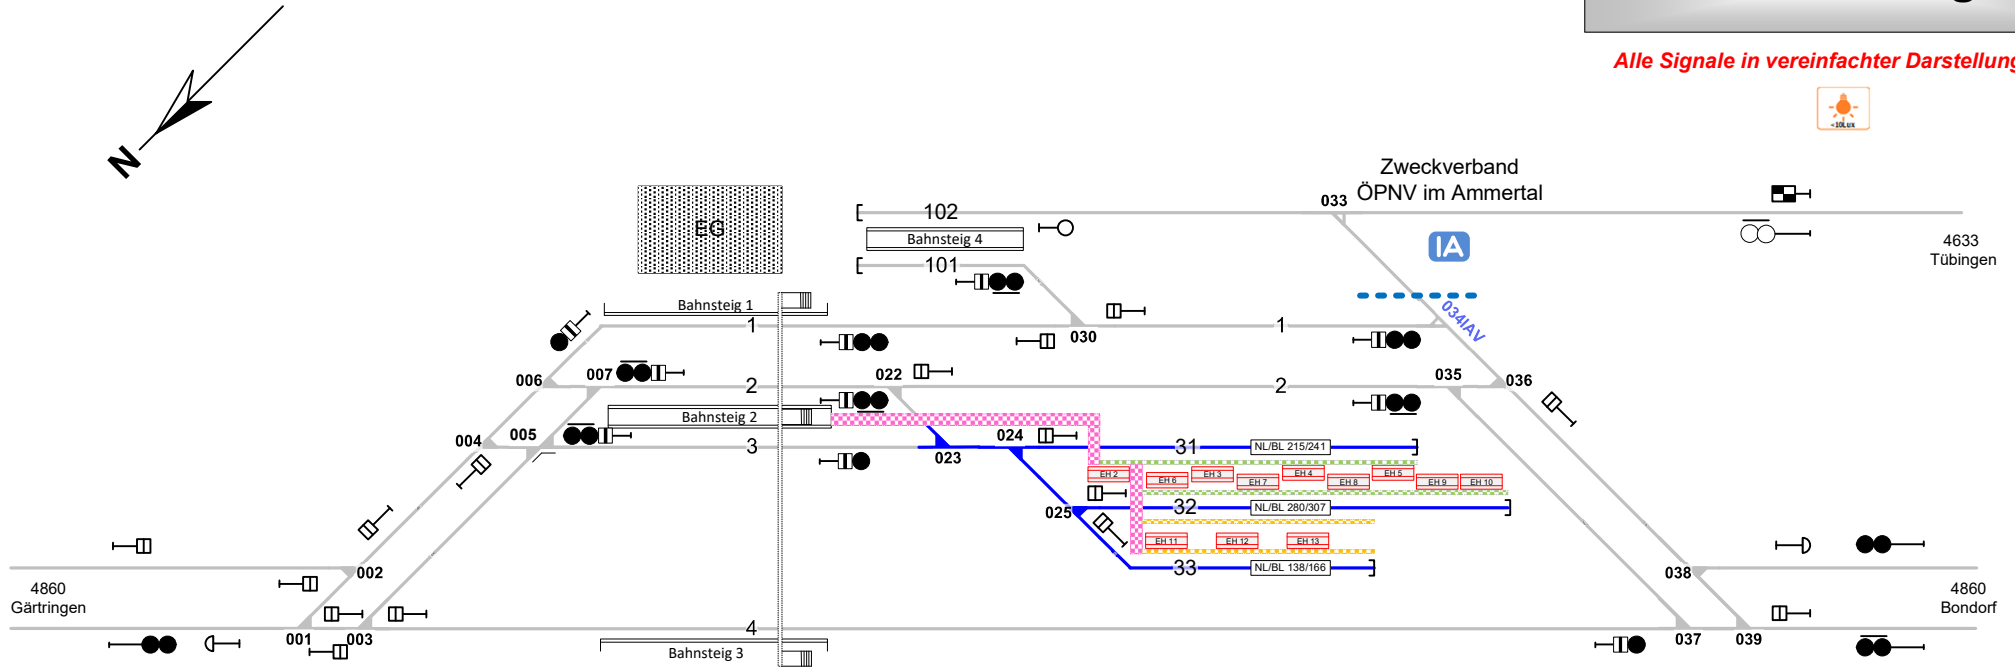 Alle Signale in vereinfachter Darstellung
<10Lux
N
Zweckverband
ÖPNV im Ammertal
033
102
EG
Bahnsteig 4
IA
4633
Tübingen
101
034IAV
Bahnsteig 1
1
1
030
006
007
2
022
2
035
036
Bahnsteig 2
004
005
3
023
024
31
NL/BL 215/241
EH 2
EH 6
EH 3
EH 7
EH 4
EH 8
EH 5
EH 9
EH 10
025
32
NL/BL 280/307
EH 11
EH 12
EH 13
33
NL/BL 138/166
002
038
4860
Gärtringen
4860
Bondorf
001
003
4
037
039
Bahnsteig 3